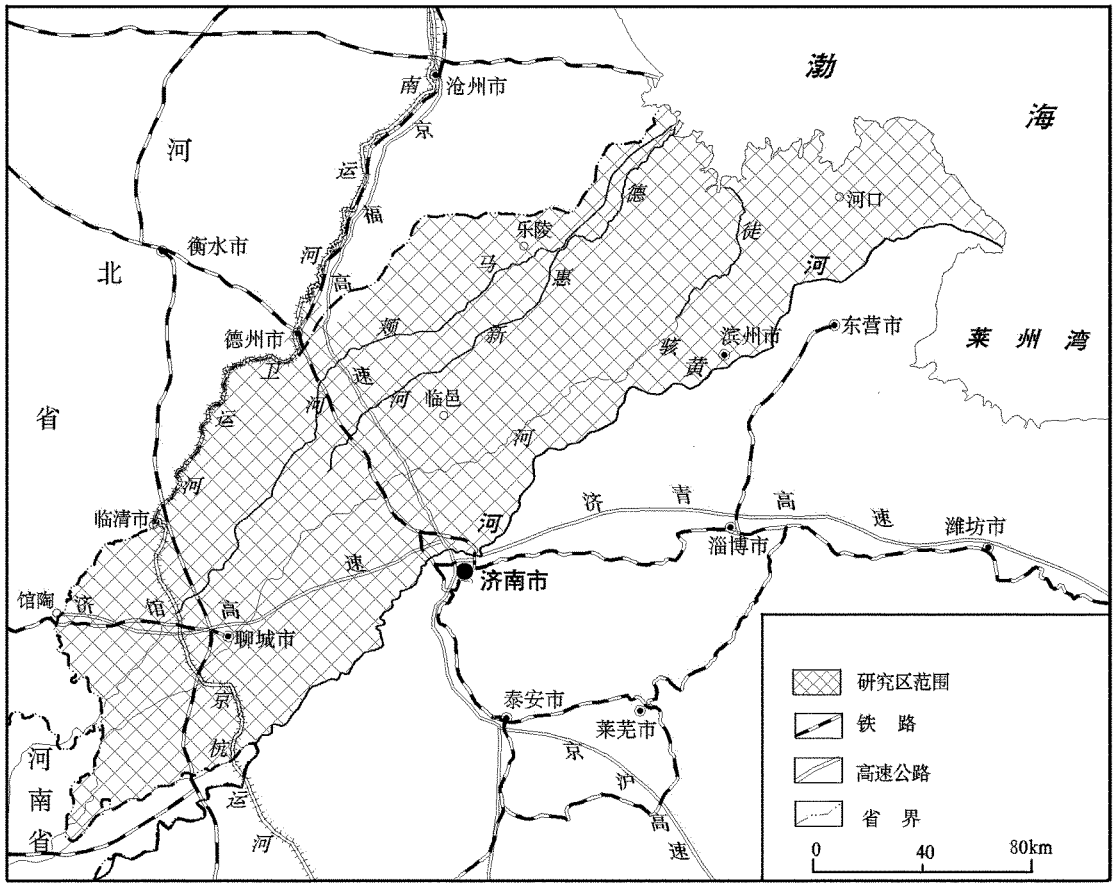 渤
海
南
沧州市
京
河
运
福
德
河口
衡水市
乐陵
徒
北
河
马
惠
河
高
颊
新
德州市
东营市
莱州湾
骇
滨州市
黄
卫
速
河
河
临邑
省
运
河
河
临清市
河
济青高速
淄博市
潍坊市
速
济南市
馆陶
济馆高
聊城市
京
泰安市
莱芜市
杭
河南省
运
河
京沪高速
研究区范围
铁 路
高速公路
省 界
0 40 80km